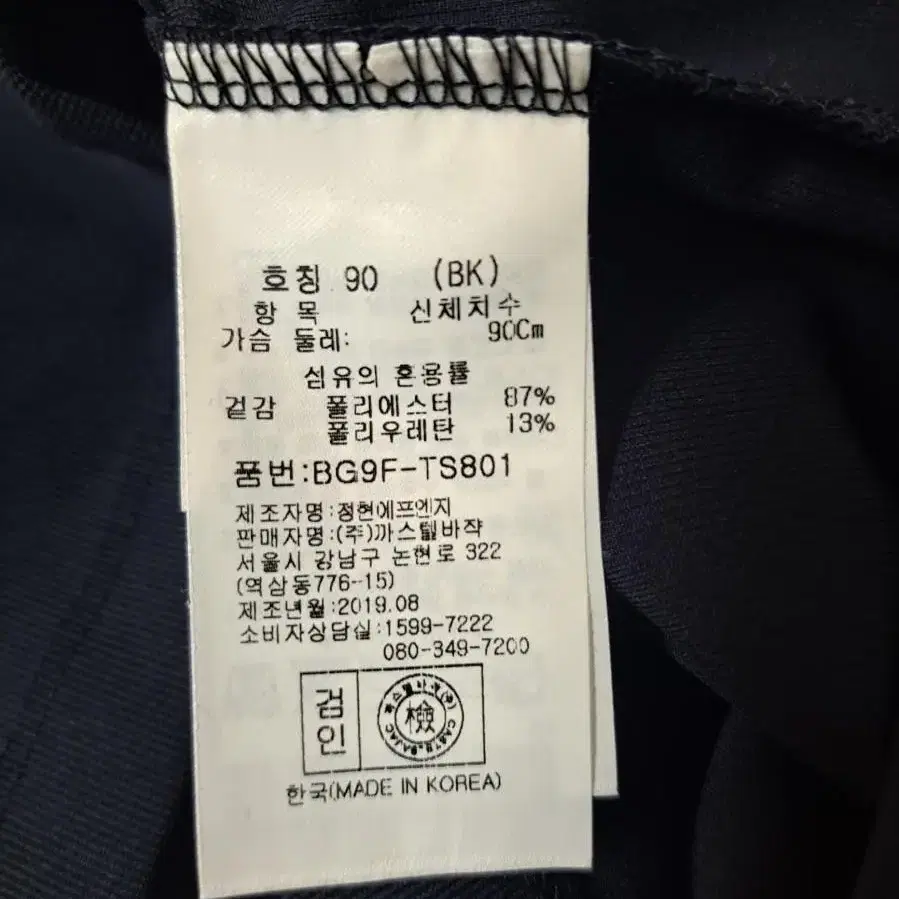 호칭 90 (BK)
항 목 신체치수
가슴 둘레: 90Cm
섬유의 혼용률
겉감 폴리에스터 87%
폴리우레탄 13%
품번:BG9F-TS801
제조자명:정현에프엔지
판매자명:(주)까스텔바쟉
서울시 강남구 논현로 322
(역삼동776-15)
제조년월:2019.08
소비자상담실:1599-7222
080-349-7200
검인
檢
한국(MADE IN KOREA)